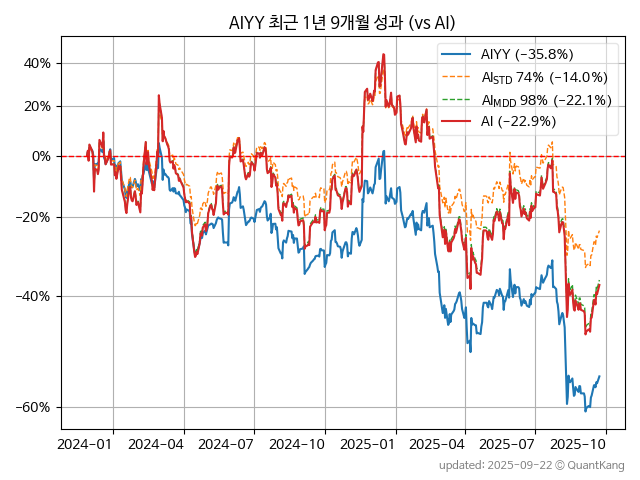 AIYY 최근 1년 9개월 성과 (vs AI)
AIYY (−35.8%)
AI_STD 74% (−14.0%)
AI_MDD 98% (−22.1%)
AI (−22.9%)
40%
20%
0%
−20%
−40%
−60%
2024−01 2024−04 2024−07 2024−10 2025−01 2025−04 2025−07 2025−10
updated: 2025−09−22 © QuantKang